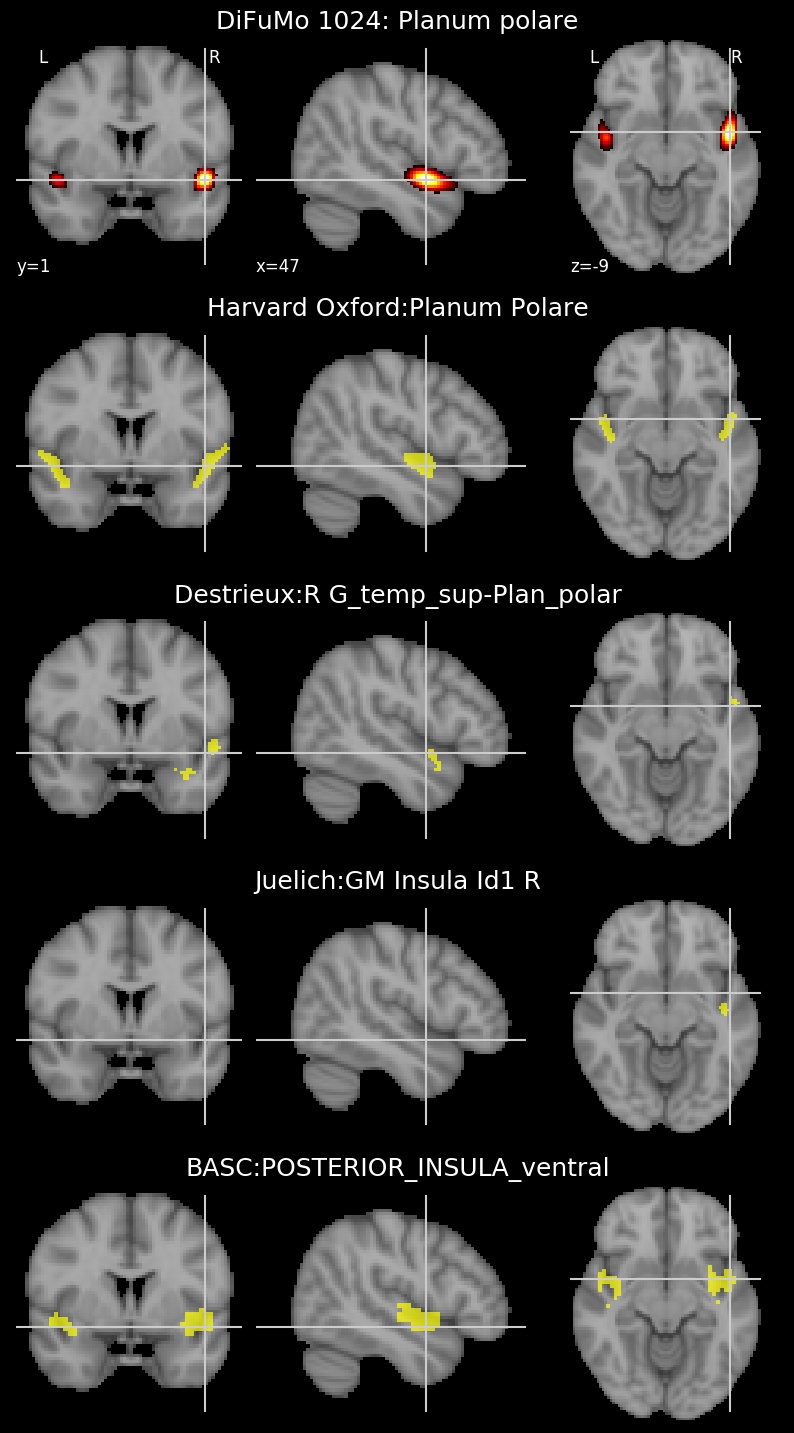 DiFuMo 1024: Planum polare
L R L R
y=1 x=47 z=-9
Harvard Oxford:Planum Polare
Destrieux:R G_temp_sup-Plan_polar
Juelich:GM Insula Id1 R
BASC:POSTERIOR_INSULA_ventral